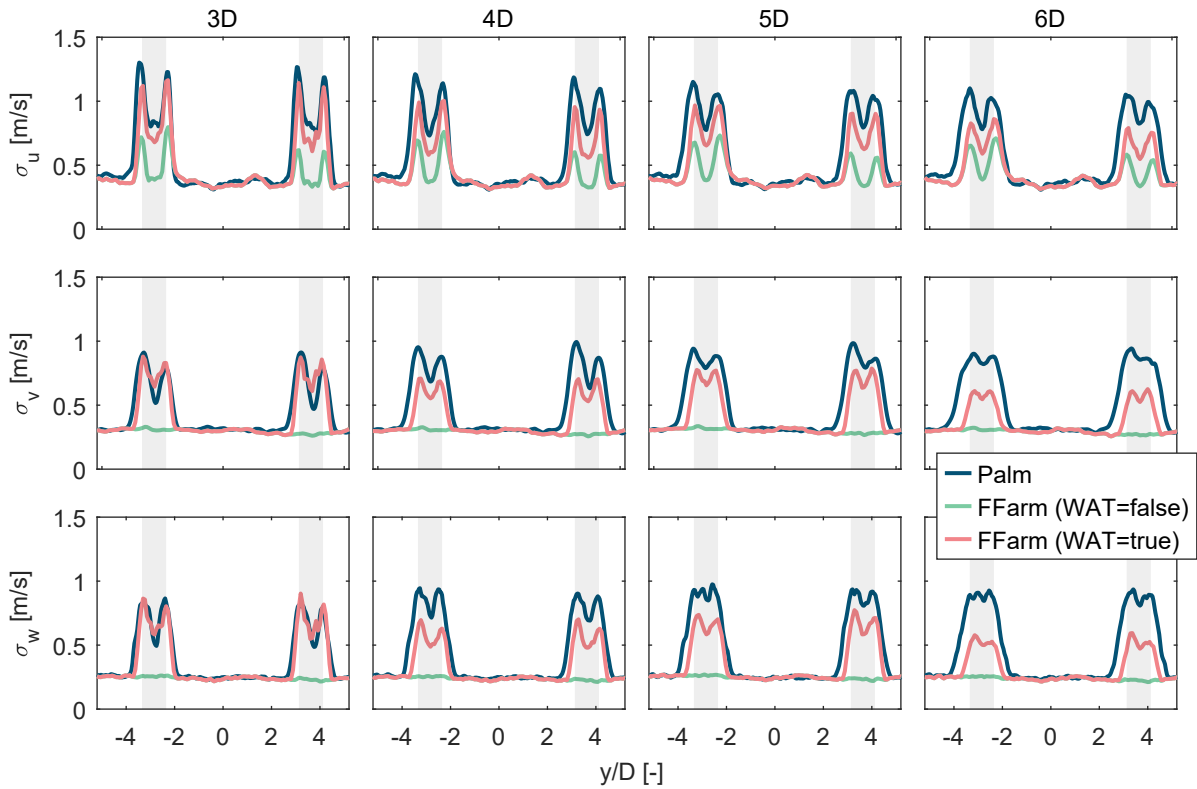 3D 4D 5D 6D
1.5
1
0.5
0
σu [m/s]
1.5
1
0.5
0
σv [m/s]
1.5
1
0.5
0
σw [m/s]
Palm
FFarm (WAT=false)
FFarm (WAT=true)
-4 -2 0 2 4 -4 -2 0 2 4 -4 -2 0 2 4 -4 -2 0 2 4
y/D [-]